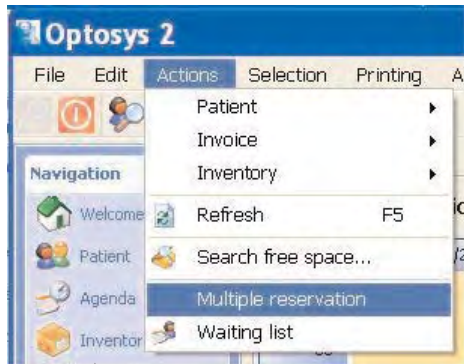 Optosys 2
File Edit Actions Selection Printing A
Patient
Invoice
Inventory
Refresh F5
Search free space...
Multiple reservation
Waiting list
Navigation
Welcome
Patient
Agenda
Inventor